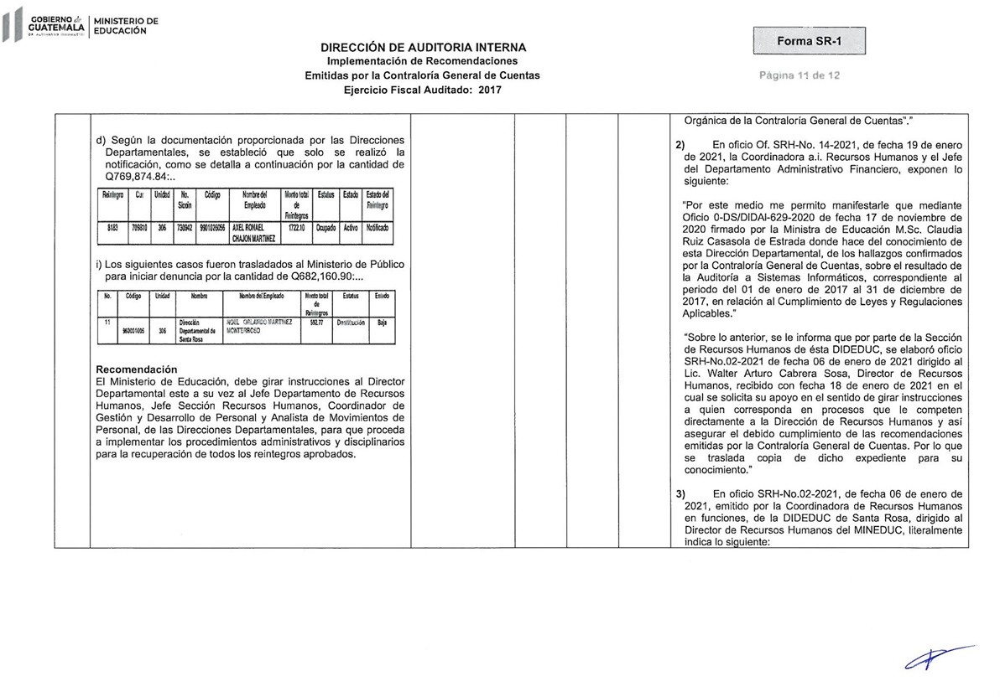 GOBIERNO de
GUATEMALA
MINISTERIO DE
EDUCACIÓN
DIRECCIÓN DE AUDITORIA INTERNA
Implementación de Recomendaciones
Emitidas por la Contraloría General de Cuentas
Ejercicio Fiscal Auditado: 2017
Forma SR-1
Página 11 de 12
d) Según la documentación proporcionada por las Direcciones
Departamentales, se estableció que solo se realizó la
notificación, como se detalla a continuación por la cantidad de
Q769,874.84:..
Reintegro Cur Unidad No. Sicoin Código Nombre del Empleado Monto total de Reintegros Estatus Estado Estado del Reintegro
8183 709810 306 730942 9901026056 AXEL RONAEL CHAJON MARTINEZ 1722.10 Ocupado Activo Notificado
i) Los siguientes casos fueron trasladados al Ministerio de Público
para iniciar denuncia por la cantidad de Q682,160.90:...
No. Código Unidad Nombre Nombre del Empleado Monto total de Reintegros Estatus Estado
11 960001005 306 Dirección Departamental de Santa Rosa NOEL ORLANDO MARTINEZ MONTERROSO 592.77 Destitución Baja
Recomendación
El Ministerio de Educación, debe girar instrucciones al Director
Departamental este a su vez al Jefe Departamento de Recursos
Humanos, Jefe Sección Recursos Humanos, Coordinador de
Gestión y Desarrollo de Personal y Analista de Movimientos de
Personal, de las Direcciones Departamentales, para que proceda
a implementar los procedimientos administrativos y disciplinarios
para la recuperación de todos los reintegros aprobados.
Orgánica de la Contraloría General de Cuentas"."
2) En oficio Of. SRH-No. 14-2021, de fecha 19 de enero
de 2021, la Coordinadora a.i. Recursos Humanos y el Jefe
del Departamento Administrativo Financiero, exponen lo
siguiente:
"Por este medio me permito manifestarle que mediante
Oficio 0-DS/DIDAI-629-2020 de fecha 17 de noviembre de
2020 firmado por la Ministra de Educación M.Sc. Claudia
Ruiz Casasola de Estrada donde hace del conocimiento de
esta Dirección Departamental, de los hallazgos confirmados
por la Contraloría General de Cuentas, sobre el resultado de
la Auditoría a Sistemas Informáticos, correspondiente al
periodo del 01 de enero de 2017 al 31 de diciembre de
2017, en relación al Cumplimiento de Leyes y Regulaciones
Aplicables."
"Sobre lo anterior, se le informa que por parte de la Sección
de Recursos Humanos de ésta DIDEDUC, se elaboró oficio
SRH-No.02-2021 de fecha 06 de enero de 2021 dirigido al
Lic. Walter Arturo Cabrera Sosa, Director de Recursos
Humanos, recibido con fecha 18 de enero de 2021 en el
cual se solicita su apoyo en el sentido de girar instrucciones
a quien corresponda en procesos que le competen
directamente a la Dirección de Recursos Humanos y así
asegurar el debido cumplimiento de las recomendaciones
emitidas por la Contraloría General de Cuentas. Por lo que
se traslada copia de dicho expediente para su
conocimiento."
3) En oficio SRH-No.02-2021, de fecha 06 de enero de
2021, emitido por la Coordinadora de Recursos Humanos
en funciones, de la DIDEDUC de Santa Rosa, dirigido al
Director de Recursos Humanos del MINEDUC, literalmente
indica lo siguiente: